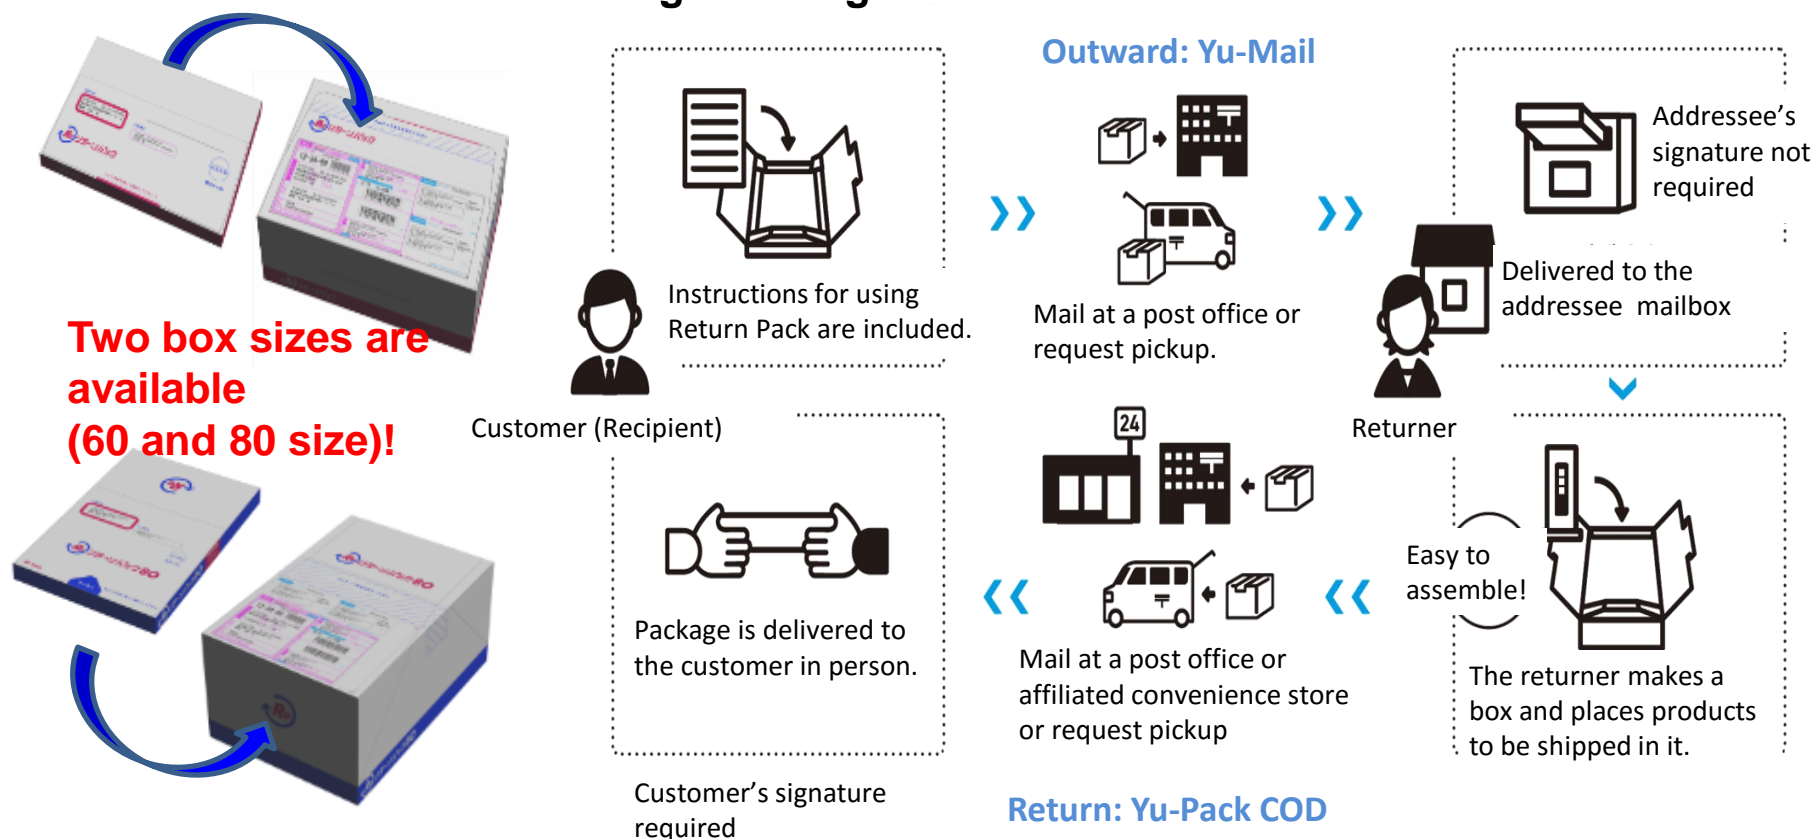 Outward: Yu-Mail
Addressee's
signature not
required
Instructions for using
Return Pack are included.
Mail at a post office or
request pickup.
Delivered to the
addressee mailbox
Two box sizes are
available
(60 and 80 size)!
Customer (Recipient)
Returner
24
Easy to
assemble!
Package is delivered to
the customer in person.
Mail at a post office or
affiliated convenience store
or request pickup
The returner makes a
box and places products
to be shipped in it.
Customer's signature
required
Return: Yu-Pack COD